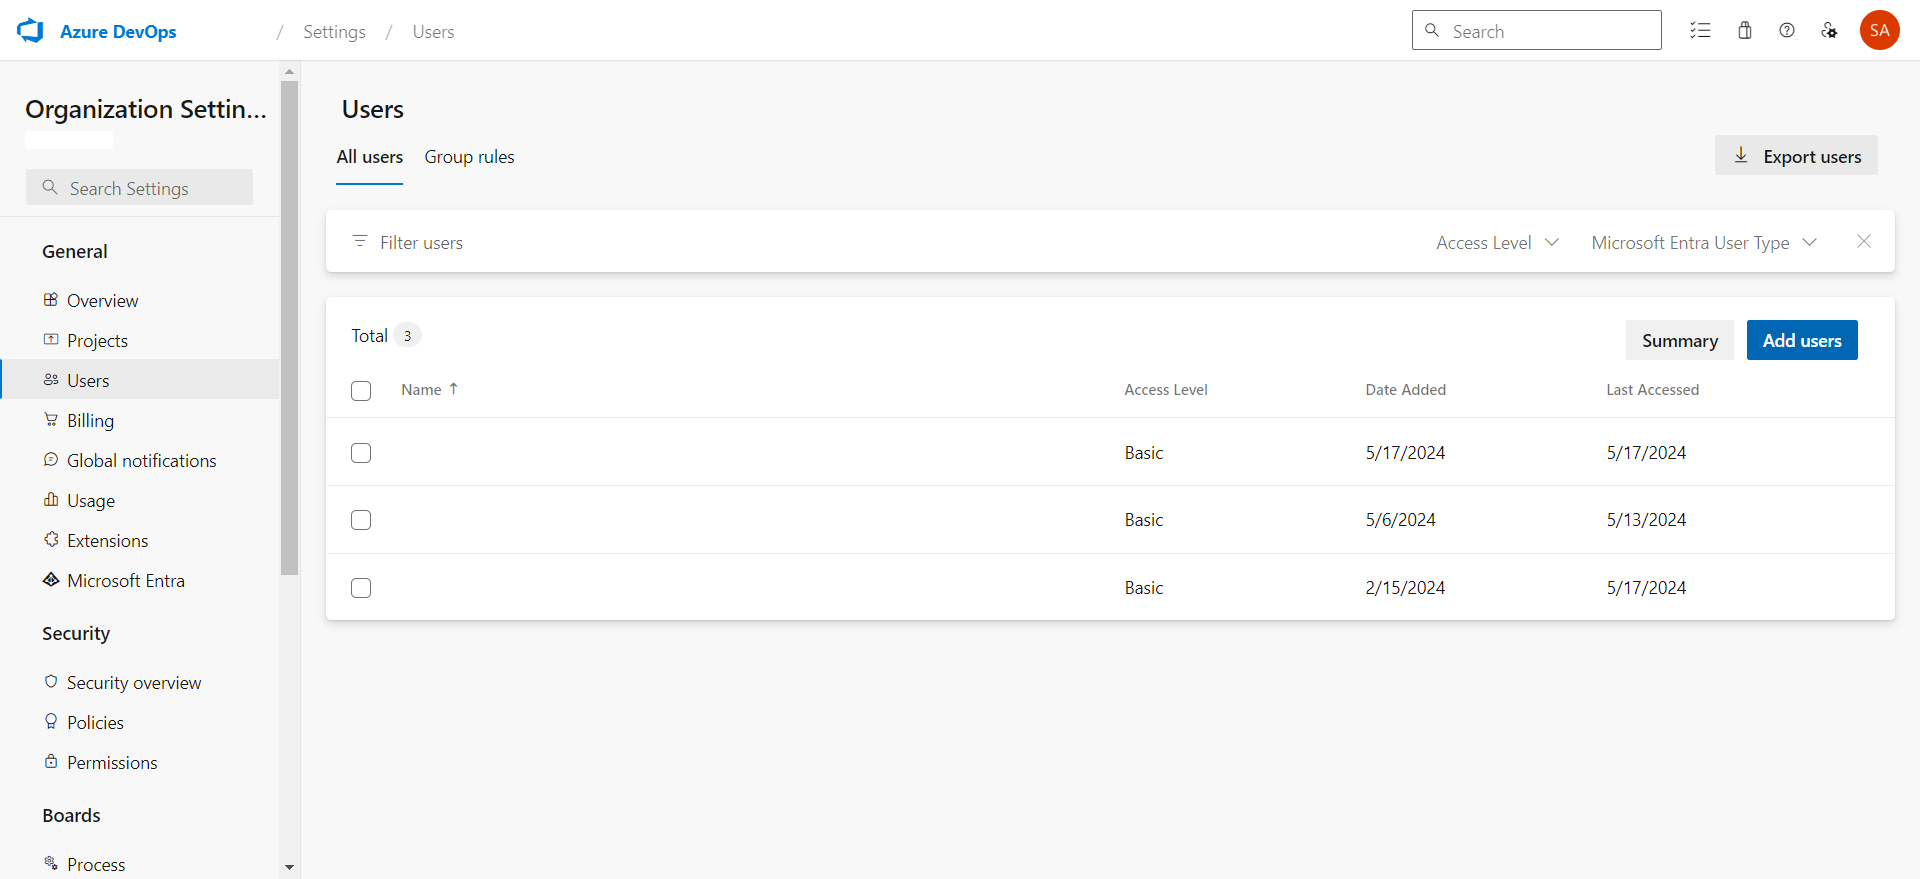 Azure DevOps / Settings / Users
Search
SA
Organization Settin...
Search Settings
General
Overview
Projects
Users
Billing
Global notifications
Usage
Extensions
Microsoft Entra
Security
Security overview
Policies
Permissions
Boards
Process
Users
All users Group rules
Export users
Filter users
Access Level
Microsoft Entra User Type
Total 3
Summary
Add users
Name ↑ Access Level Date Added Last Accessed
Basic 5/17/2024 5/17/2024
Basic 5/6/2024 5/13/2024
Basic 2/15/2024 5/17/2024